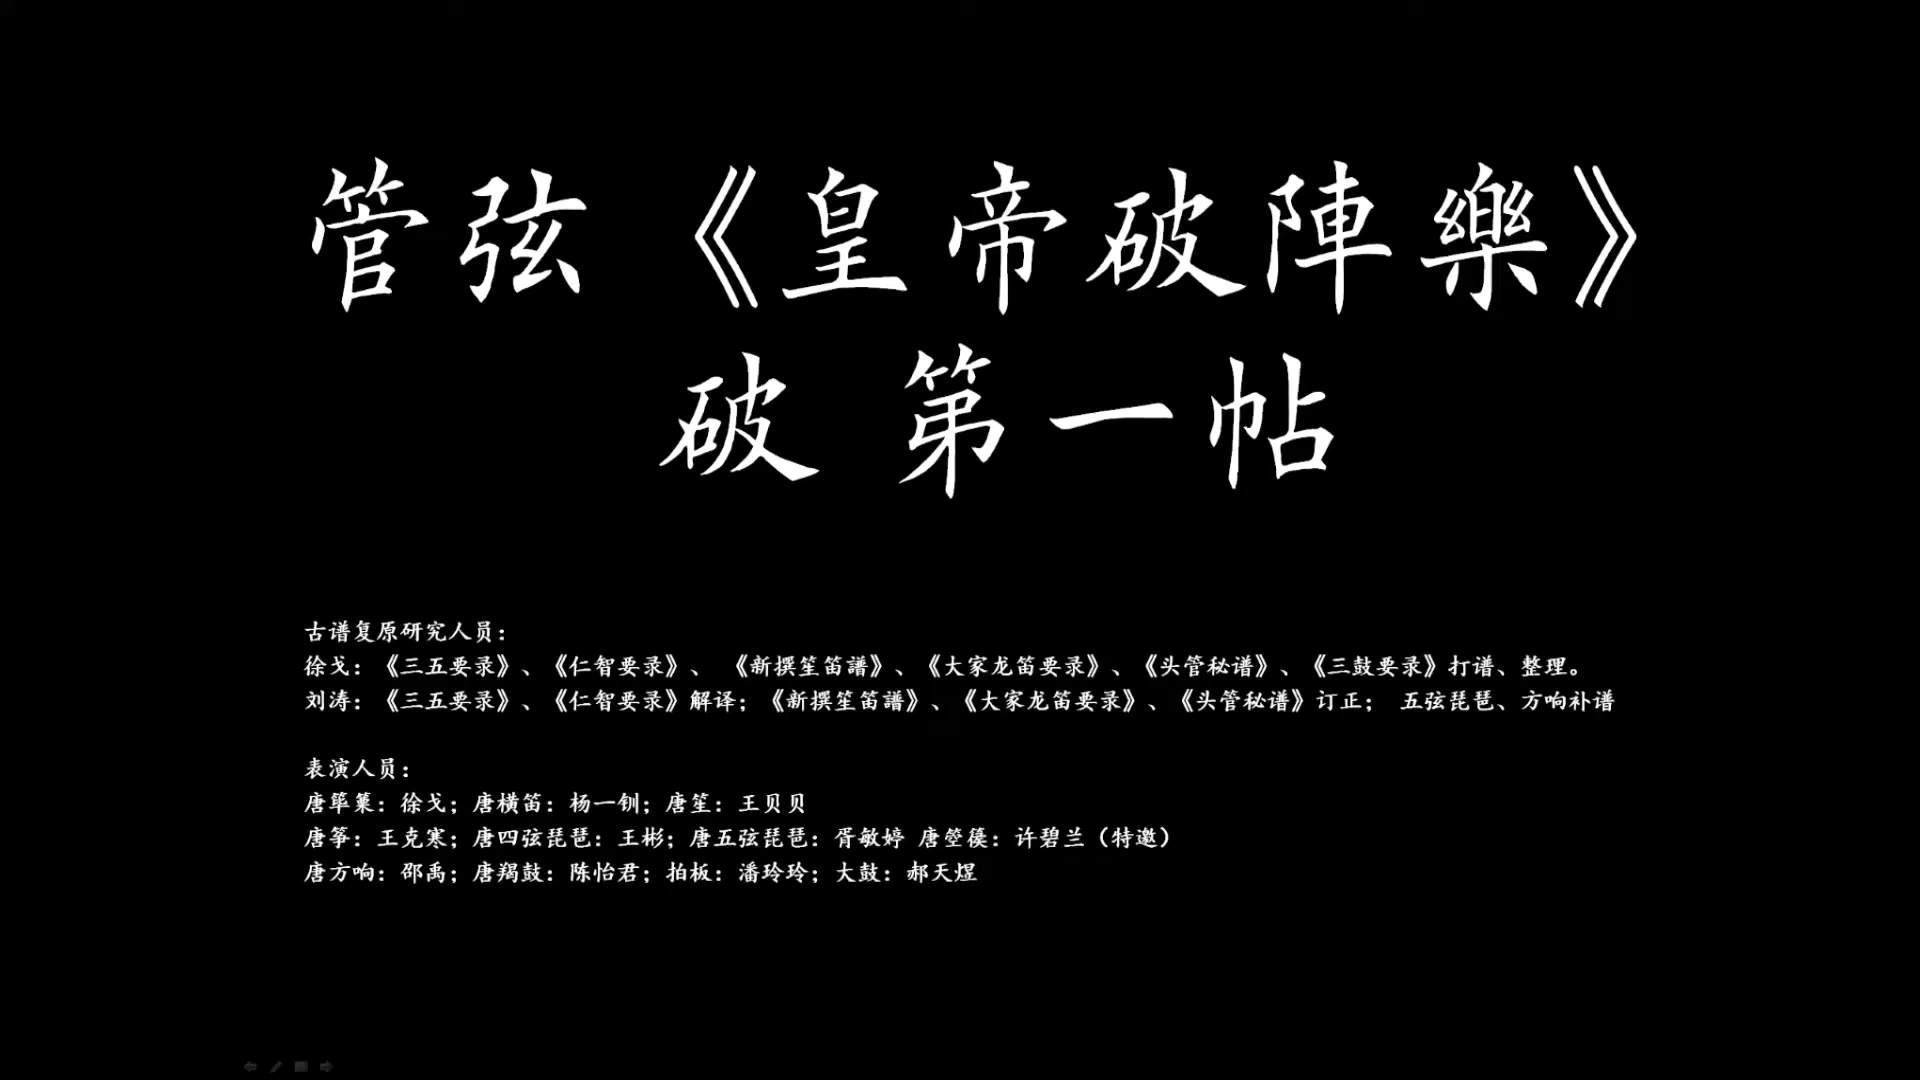 管弦《皇帝破陣樂》
破 第一帖
古谱复原研究人员：
徐戈：《三五要录》、《仁智要录》、《新撰笙笛譜》、《大家龙笛要录》、《头管秘谱》、《三鼓要录》打谱、整理。
刘涛：《三五要录》、《仁智要录》解译；《新撰笙笛譜》、《大家龙笛要录》、《头管秘谱》订正； 五弦琵琶、方响补谱
表演人员：
唐筚篥：徐戈；唐横笛：杨一钏；唐笙：王贝贝
唐筝：王克寒；唐四弦琵琶：王彬；唐五弦琵琶：胥敏婷 唐箜篌：许碧兰（特邀）
唐方响：邵禹；唐羯鼓：陈怡君；拍板：潘玲玲；大鼓：郝天煜